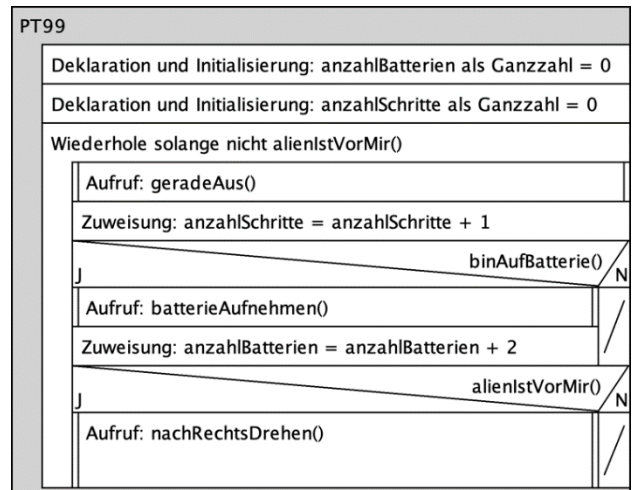 PT99
Deklaration und Initialisierung: anzahlBatterien als Ganzzahl = 0
Deklaration und Initialisierung: anzahlSchritte als Ganzzahl = 0
Wiederhole solange nicht alienIstVorMir()
Aufruf: geradeAus()
Zuweisung: anzahlSchritte = anzahlSchritte + 1
binAufBatterie()
J N
Aufruf: batterieAufnehmen()
Zuweisung: anzahlBatterien = anzahlBatterien + 2
alienIstVorMir()
J N
Aufruf: nachRechtsDrehen()